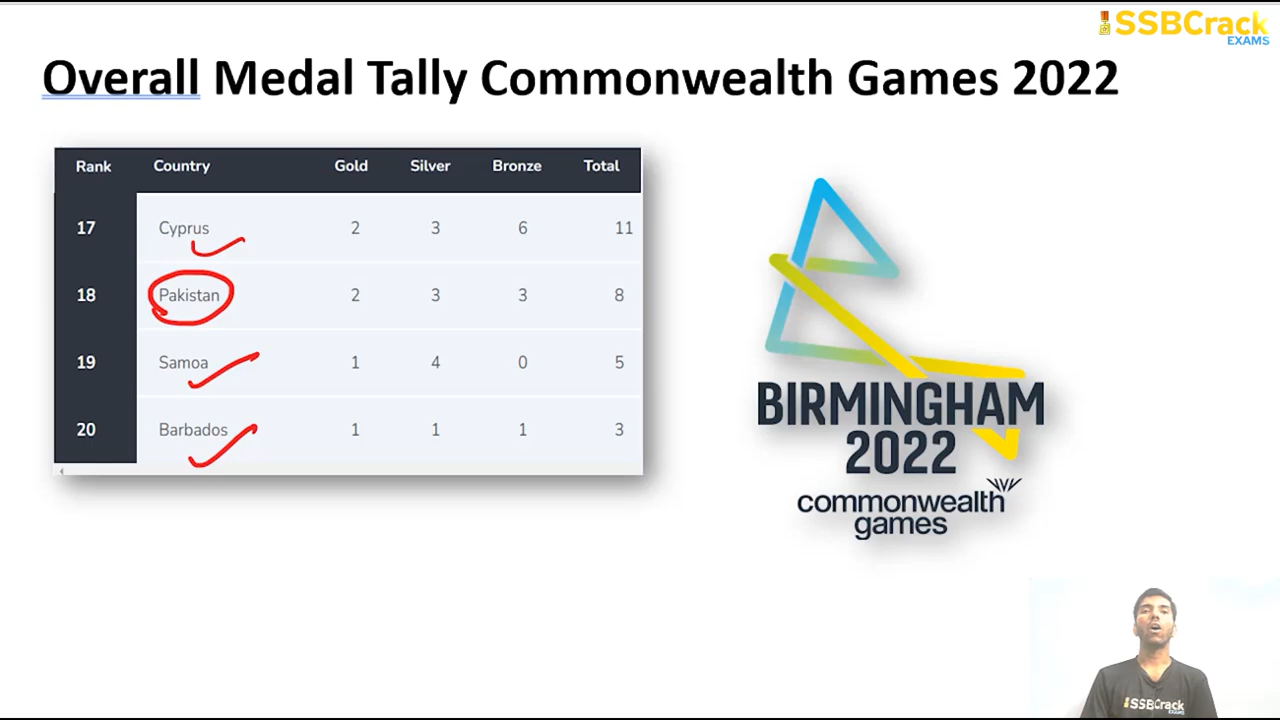 SSBCrack
EXAMS
Overall Medal Tally Commonwealth Games 2022
Rank Country Gold Silver Bronze Total
17 Cyprus 2 3 6 11
18 Pakistan 2 3 3 8
19 Samoa 1 4 0 5
20 Barbados 1 1 1 3
BIRMINGHAM
2022
commonwealth
games
SSBCrack
EXAMS